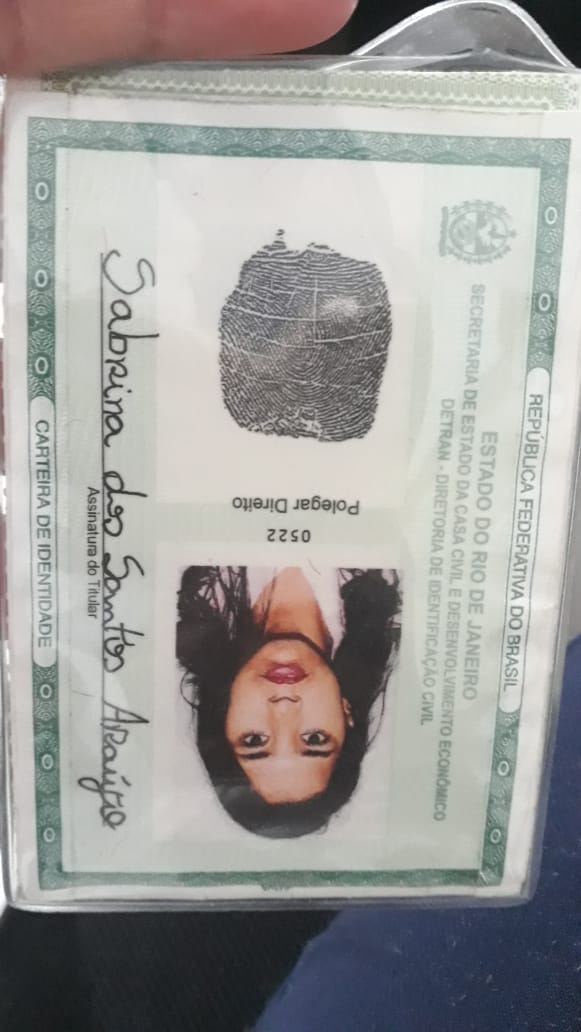 REPÚBLICA FEDERATIVA DO BRASIL
ESTADO DO RIO DE JANEIRO
SECRETARIA DE ESTADO DA CASA CIVIL E DESENVOLVIMENTO ECONÔMICO
DETRAN - DIRETORIA DE IDENTIFICAÇÃO CIVIL
Polegar Direito
0522
Sabrina dos Santos Araújo
Assinatura do Titular
CARTEIRA DE IDENTIDADE